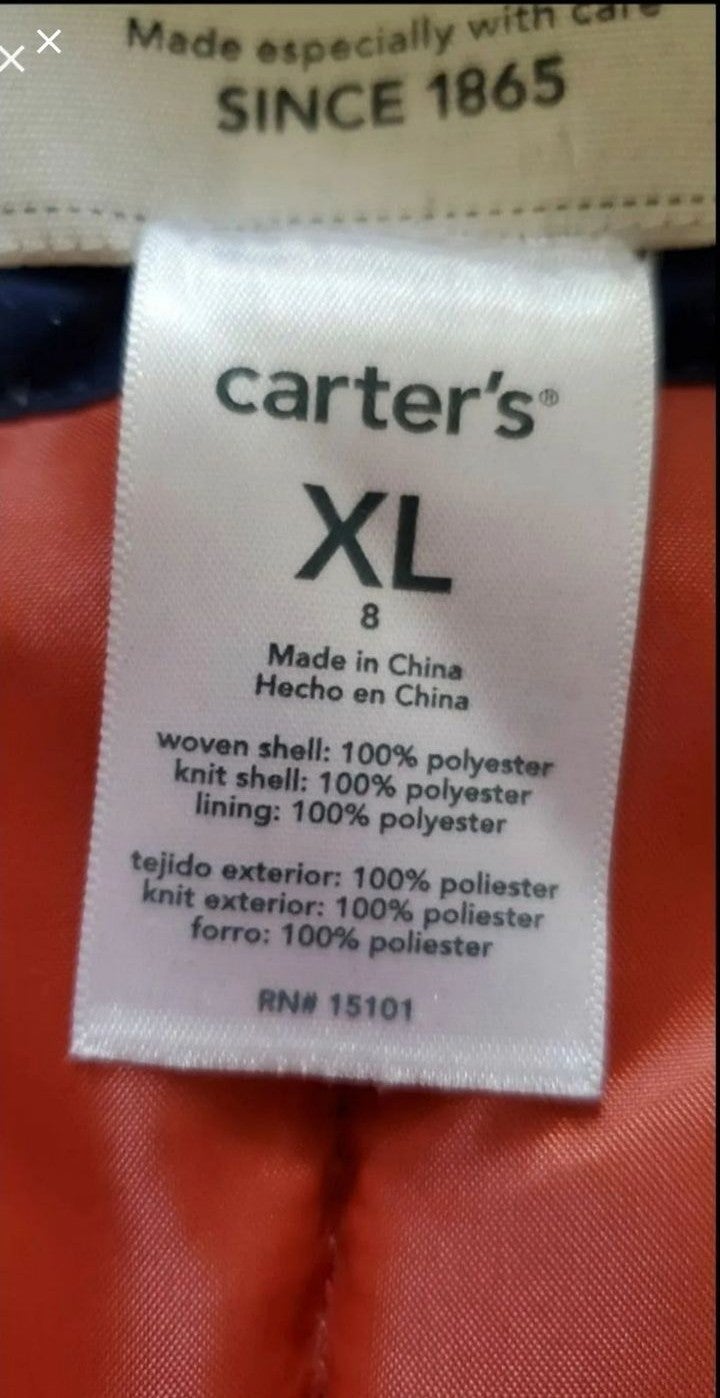 Made especially with care
SINCE 1865
carter's®
XL
8
Made in China
Hecho en China
woven shell: 100% polyester
knit shell: 100% polyester
lining: 100% polyester
tejido exterior: 100% poliester
knit exterior: 100% poliester
forro: 100% poliester
RN# 15101